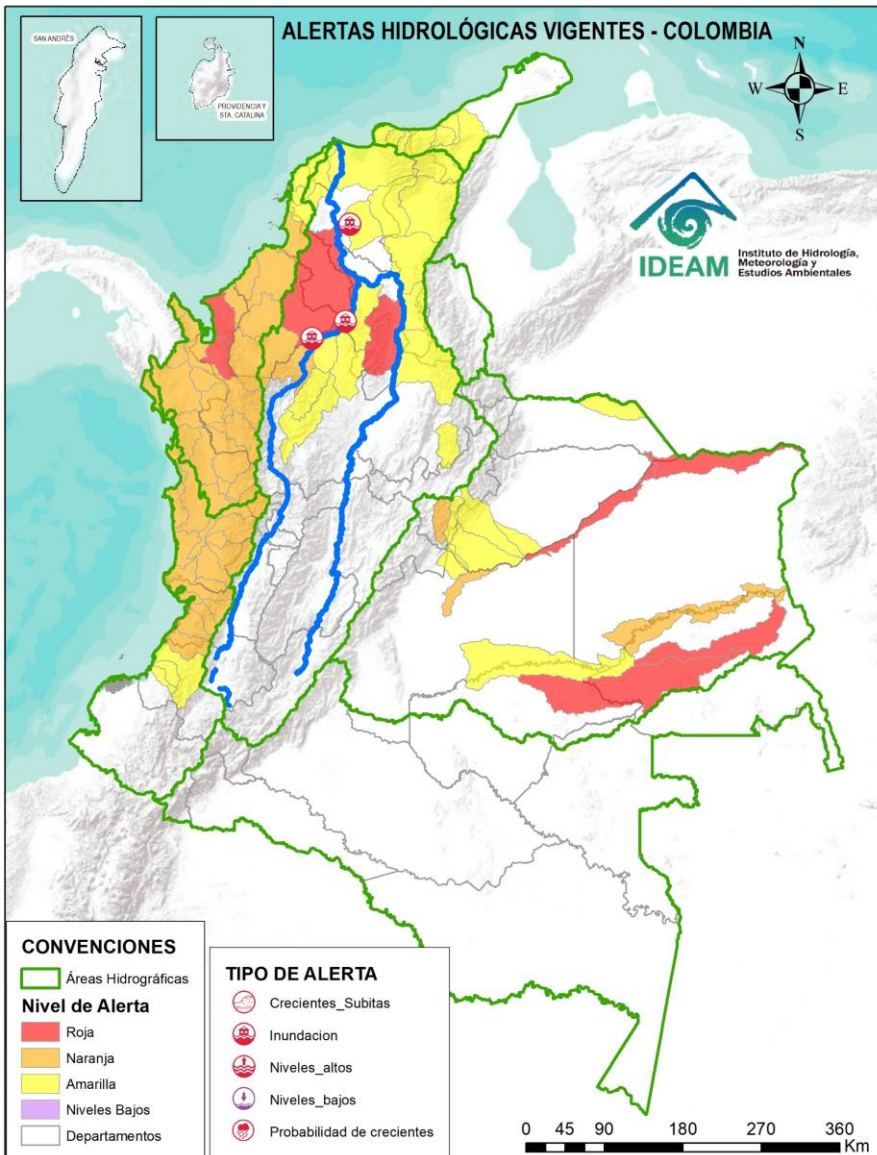 ALERTAS HIDROLÓGICAS VIGENTES - COLOMBIA
SAN ANDRÉS
PROVIDENCIA Y
STA. CATALINA
N
W
E
S
IDEAM
Instituto de Hidrología,
Meteorología y
Estudios Ambientales
CONVENCIONES
Áreas Hidrográficas
Nivel de Alerta
Roja
Naranja
Amarilla
Niveles Bajos
Departamentos
TIPO DE ALERTA
Crecientes_Subitas
Inundacion
Niveles_altos
Niveles_bajos
Probabilidad de crecientes
0 45 90 180 270 360
Km